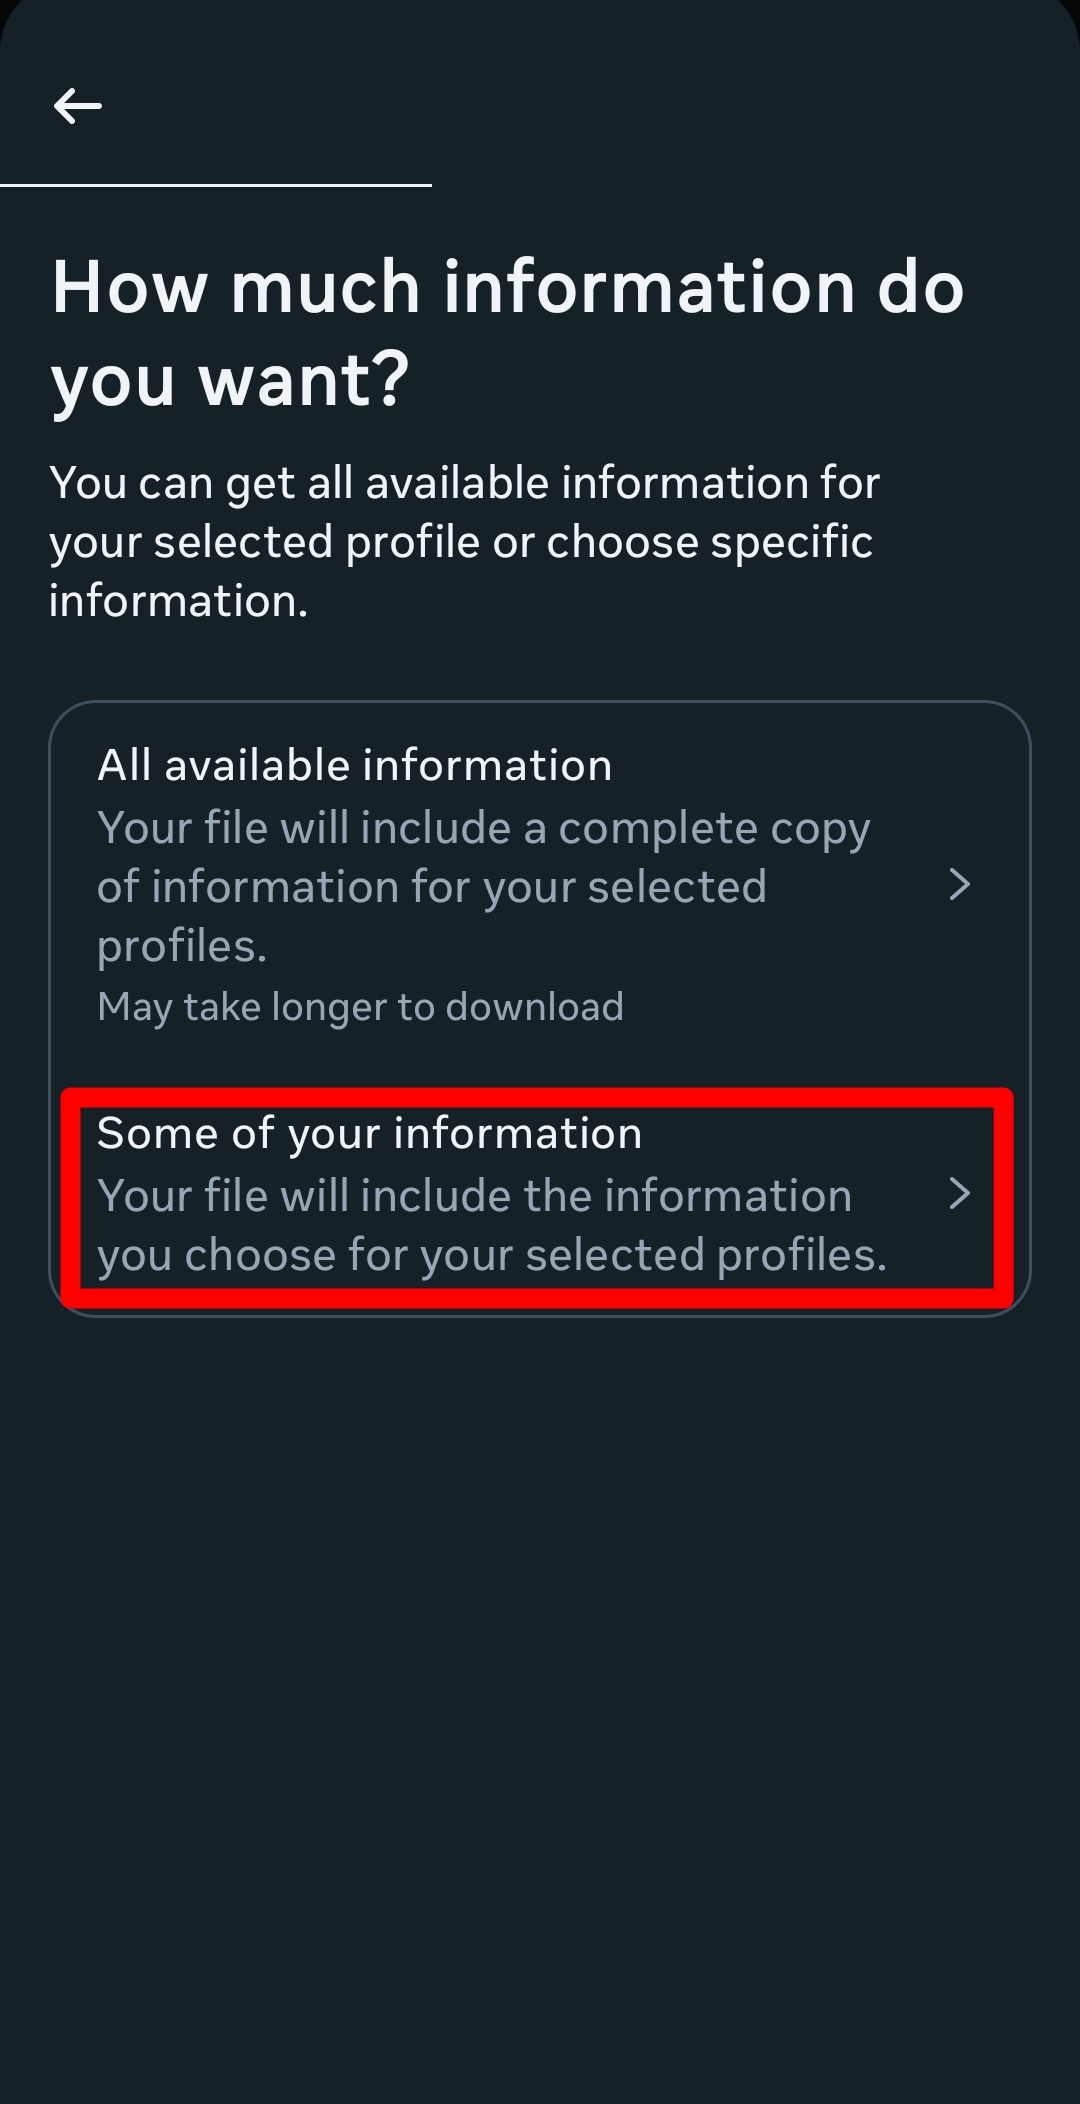 How much information do
you want?
You can get all available information for
your selected profile or choose specific
information.
All available information
Your file will include a complete copy
of information for your selected
profiles.
May take longer to download
Some of your information
Your file will include the information
you choose for your selected profiles.